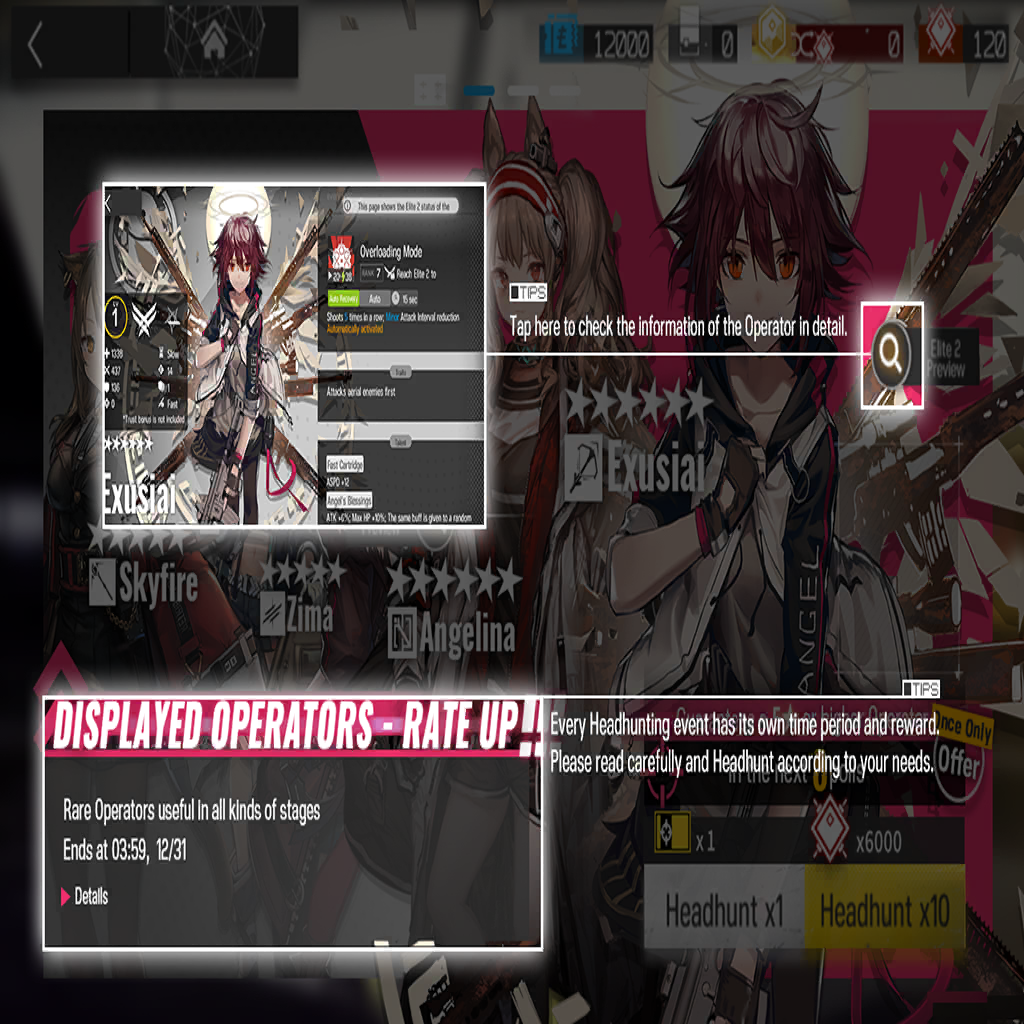 12000
0
0
120
This page shows the Elite 2 status of the
Overloading Mode
RANK 7 Reach Elite 2 to
Auto Recovery Auto 15 sec
Shoots 5 times in a row; Minor Attack Interval reduction
Automatically activated
LV
1
1338 Slow
437 14
136 1
0 Fast
*Trust bonus is not included
Traits
Attacks aerial enemies first
Talent
Fast Cartridge
ASPD +12
Angel's Blessings
ATK +6%; Max HP +10%; The same buff is given to a random
Exusiai
TIPS
Tap here to check the information of the Operator in detail.
Elite 2
Preview
Exusiai
Skyfire
Zima
Angelina
ANGEL
DISPLAYED OPERATORS - RATE UP!!
Rare Operators useful in all kinds of stages
Ends at 03:59, 12/31
Details
TIPS
Every Headhunting event has its own time period and reward.
Please read carefully and Headhunt according to your needs.
Once Only
Offer
x1
x6000
Headhunt x1
Headhunt x10